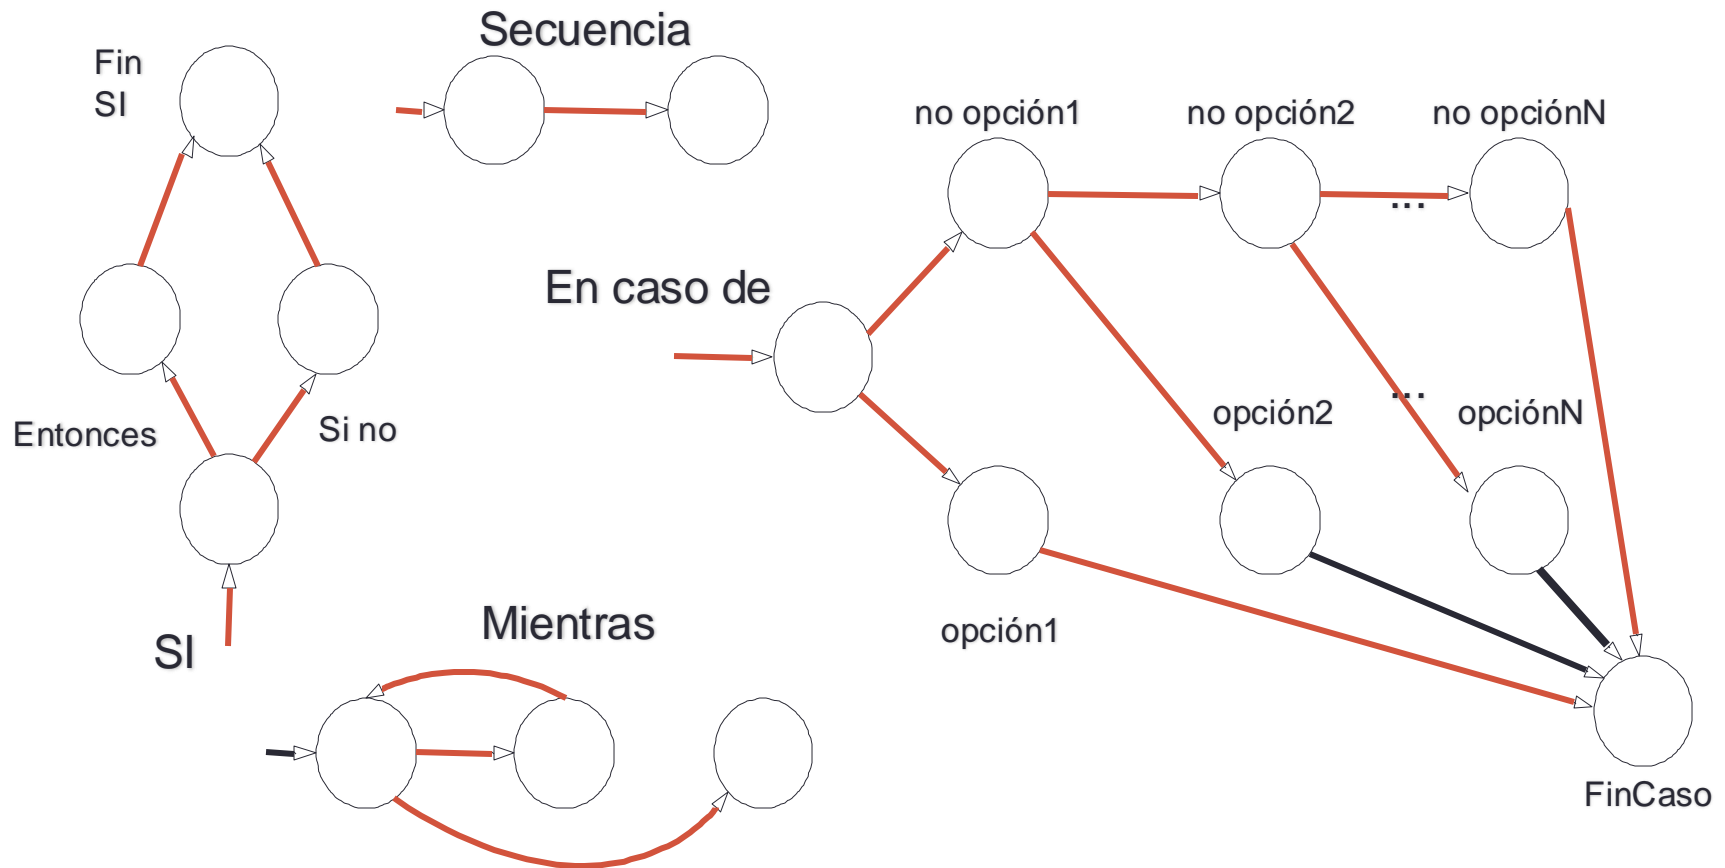 Secuencia
Fin
SI
no opción1
no opción2
no opciónN
...
En caso de
...
opción2
opciónN
Entonces
Si no
SI
Mientras
opción1
FinCaso